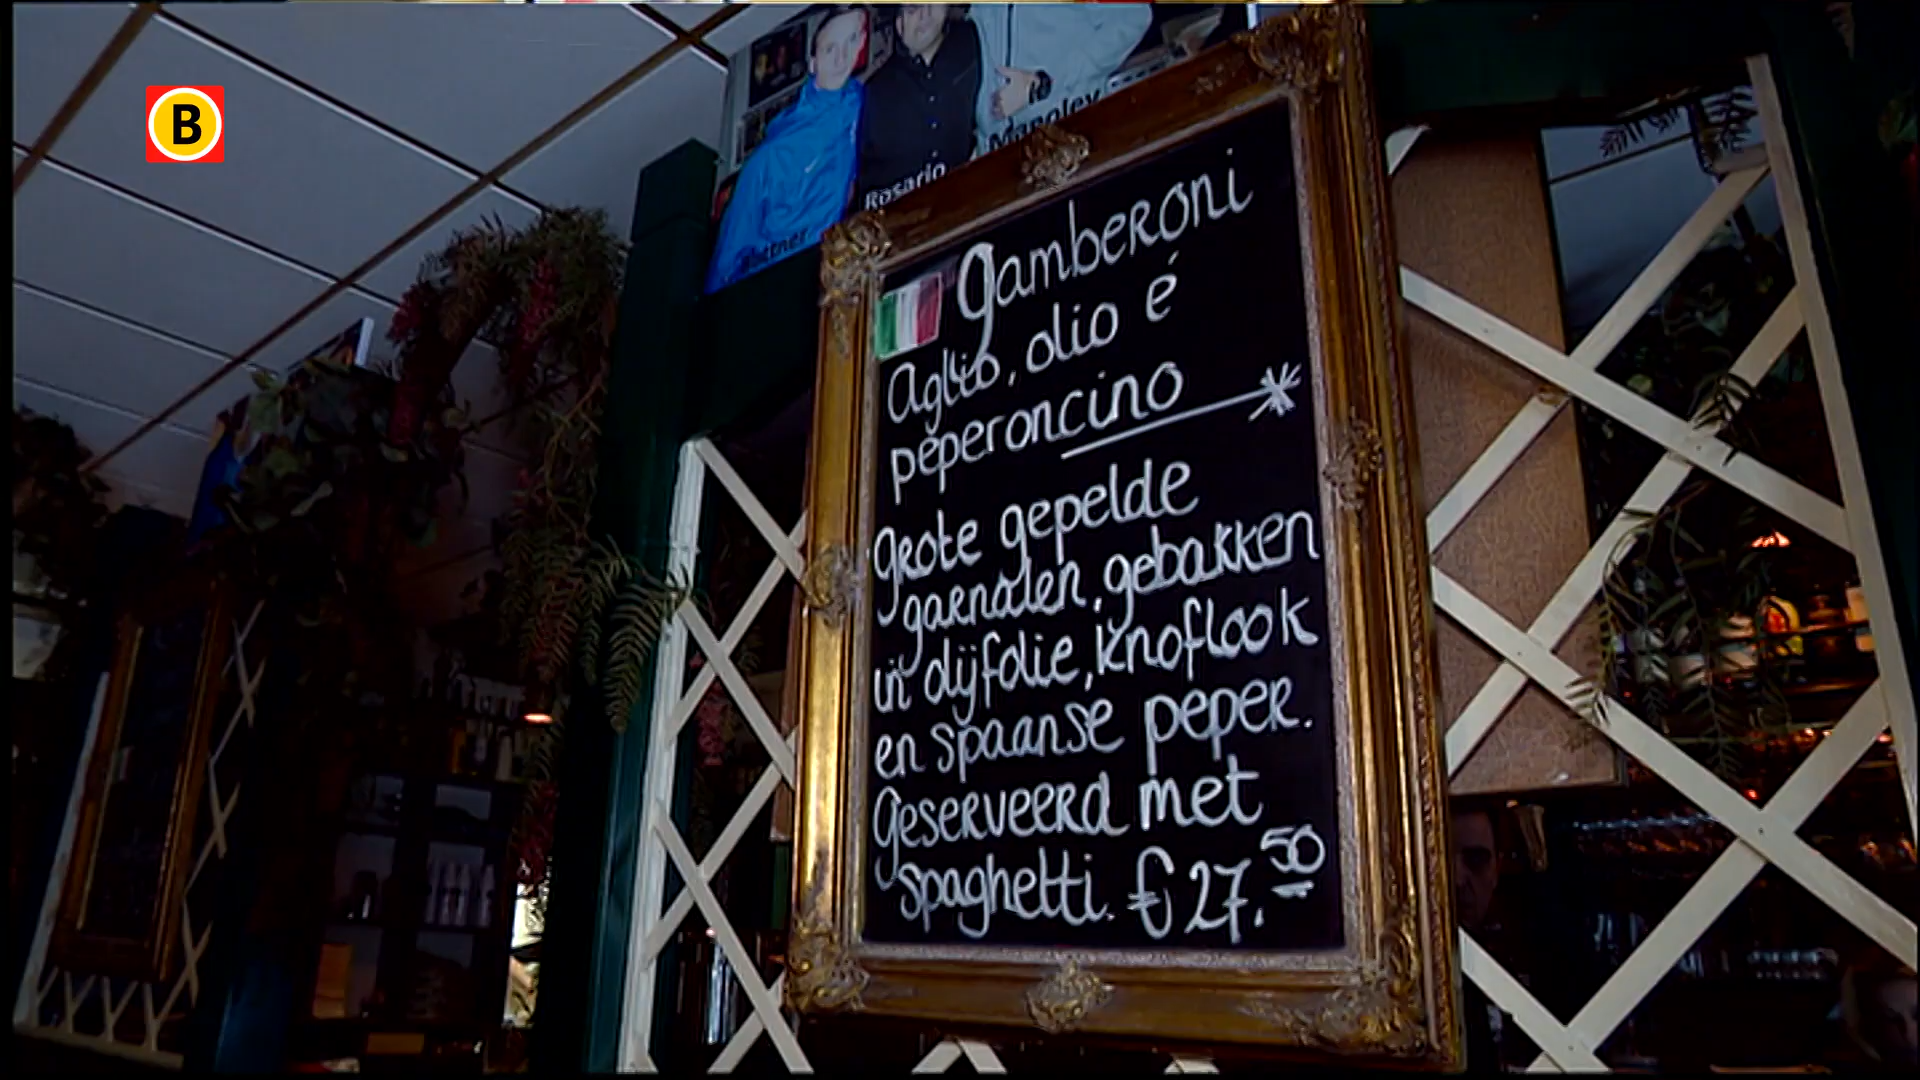 B
Rosario
gamberoni
Aglio, olio é
peperoncino
Grote gepelde
garnalen, gebakken
in olijfolie, knoflook
en spaanse peper.
Geserveerd met
spaghetti. € 27.50